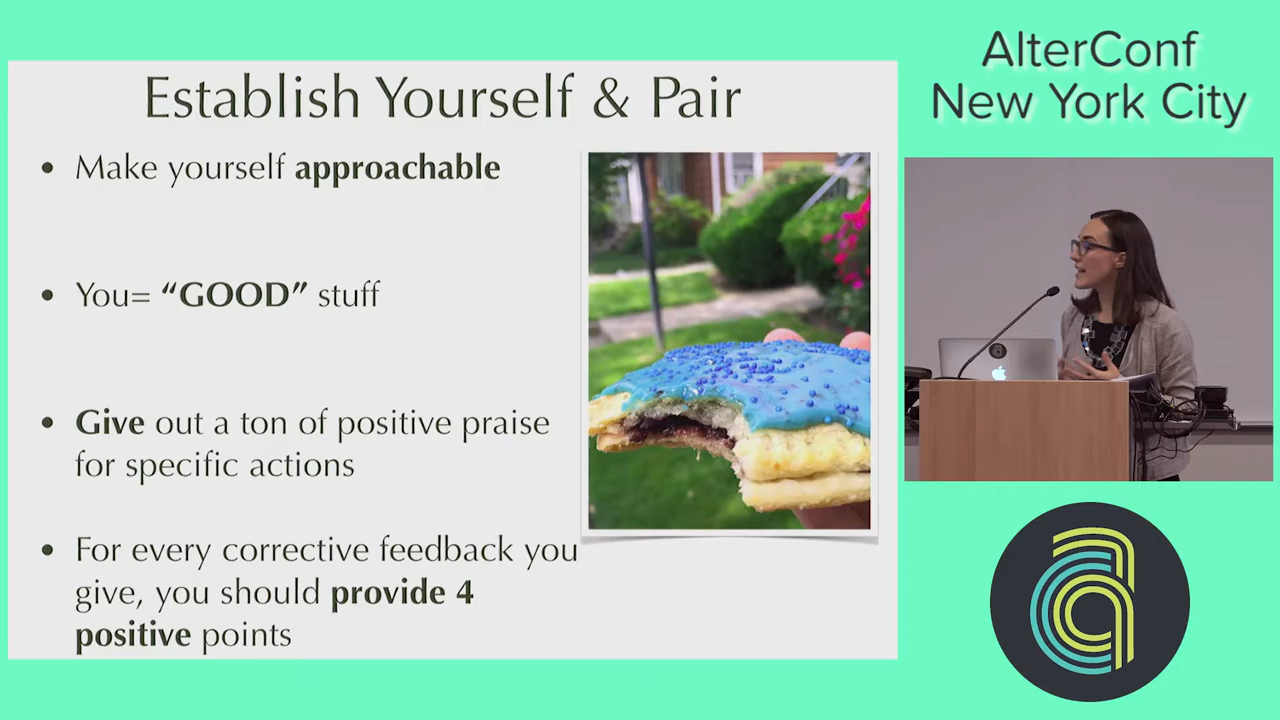 Establish Yourself & Pair
• Make yourself approachable
• You= “GOOD” stuff
• Give out a ton of positive praise
for specific actions
• For every corrective feedback you
give, you should provide 4
positive points
AlterConf
New York City